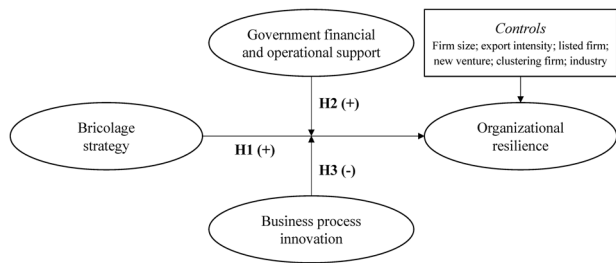 Government financial
and operational support
Controls
Firm size; export intensity; listed firm;
new venture; clustering firm; industry
H2 (+)
Bricolage
strategy
H1 (+)
Organizational
resilience
H3 (-)
Business process
innovation